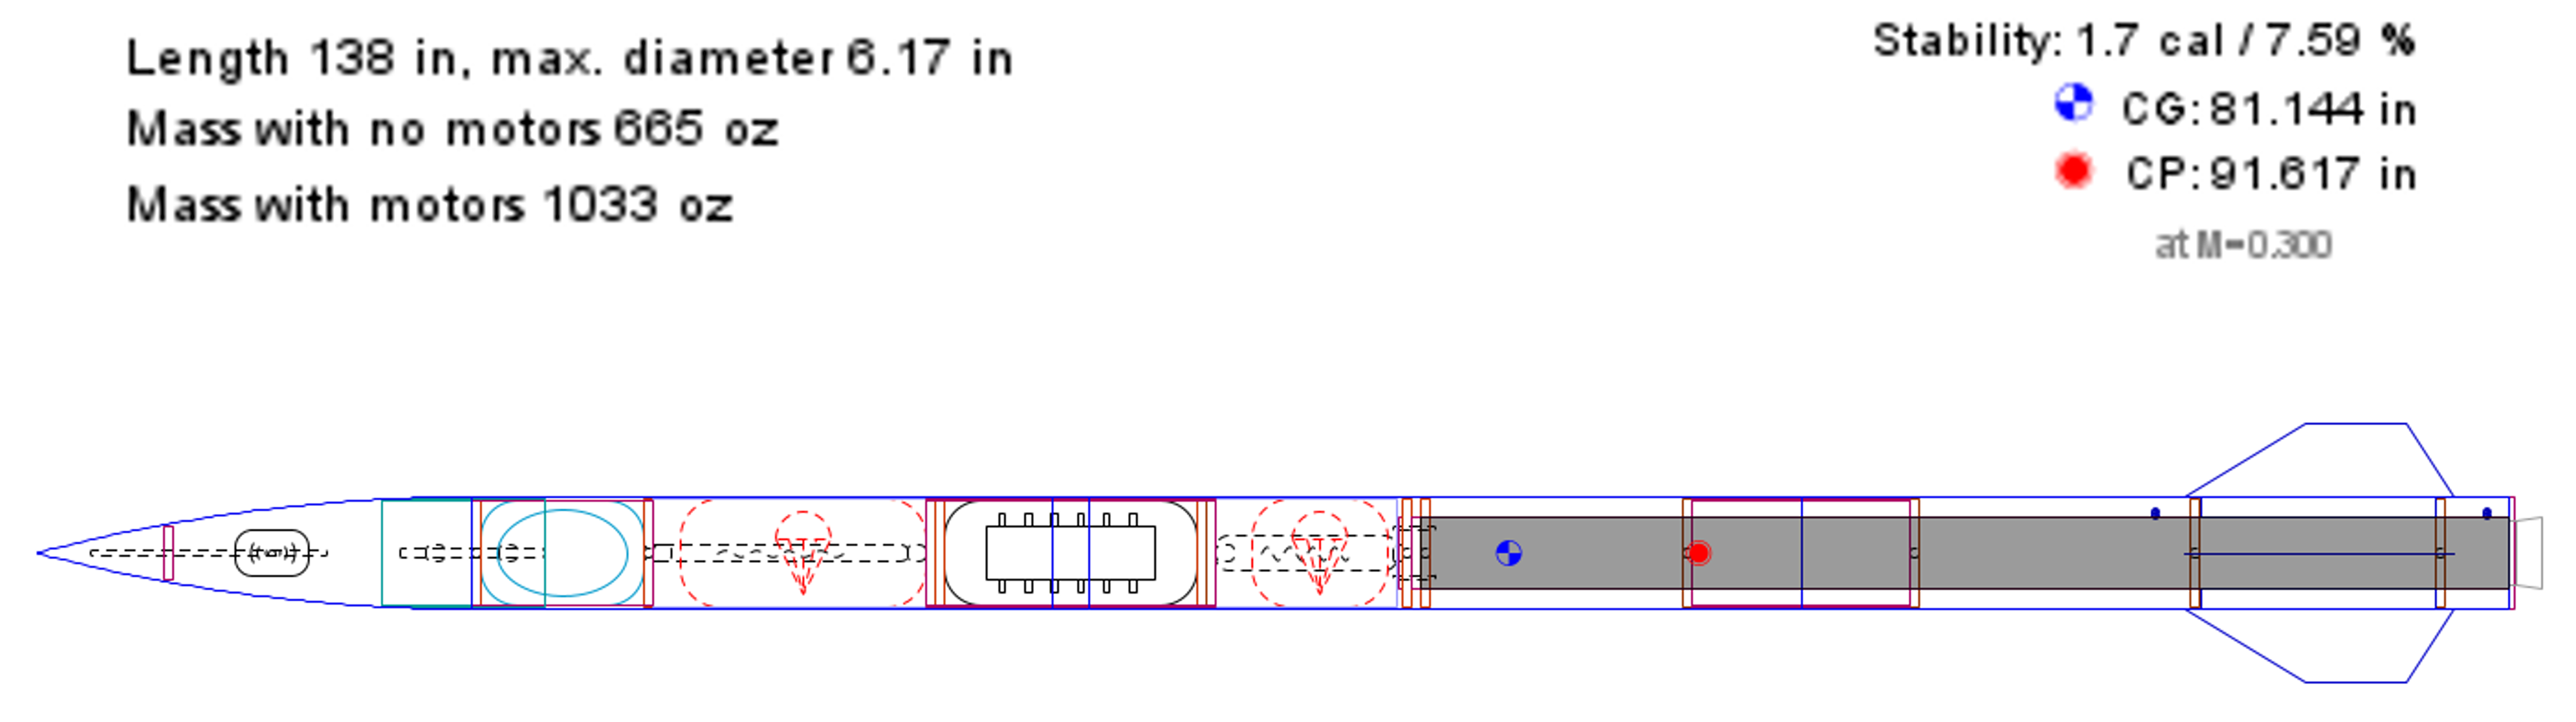 Length 138 in, max. diameter 6.17 in
Mass with no motors 665 oz
Mass with motors 1033 oz
Stability: 1.7 cal / 7.59 %
CG: 81.144 in
CP: 91.617 in
at M=0.300